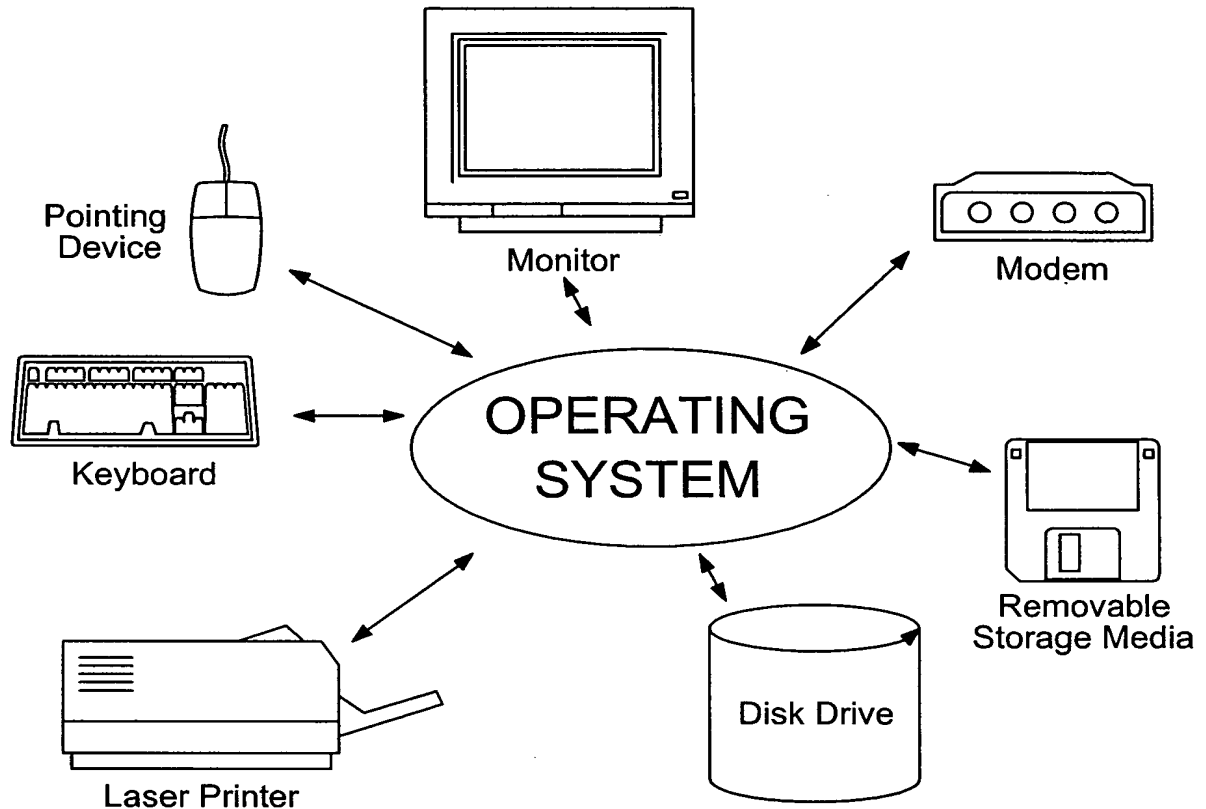 Pointing
Device
Monitor
Modem
Keyboard
OPERATING
SYSTEM
Removable
Storage Media
Disk Drive
Laser Printer